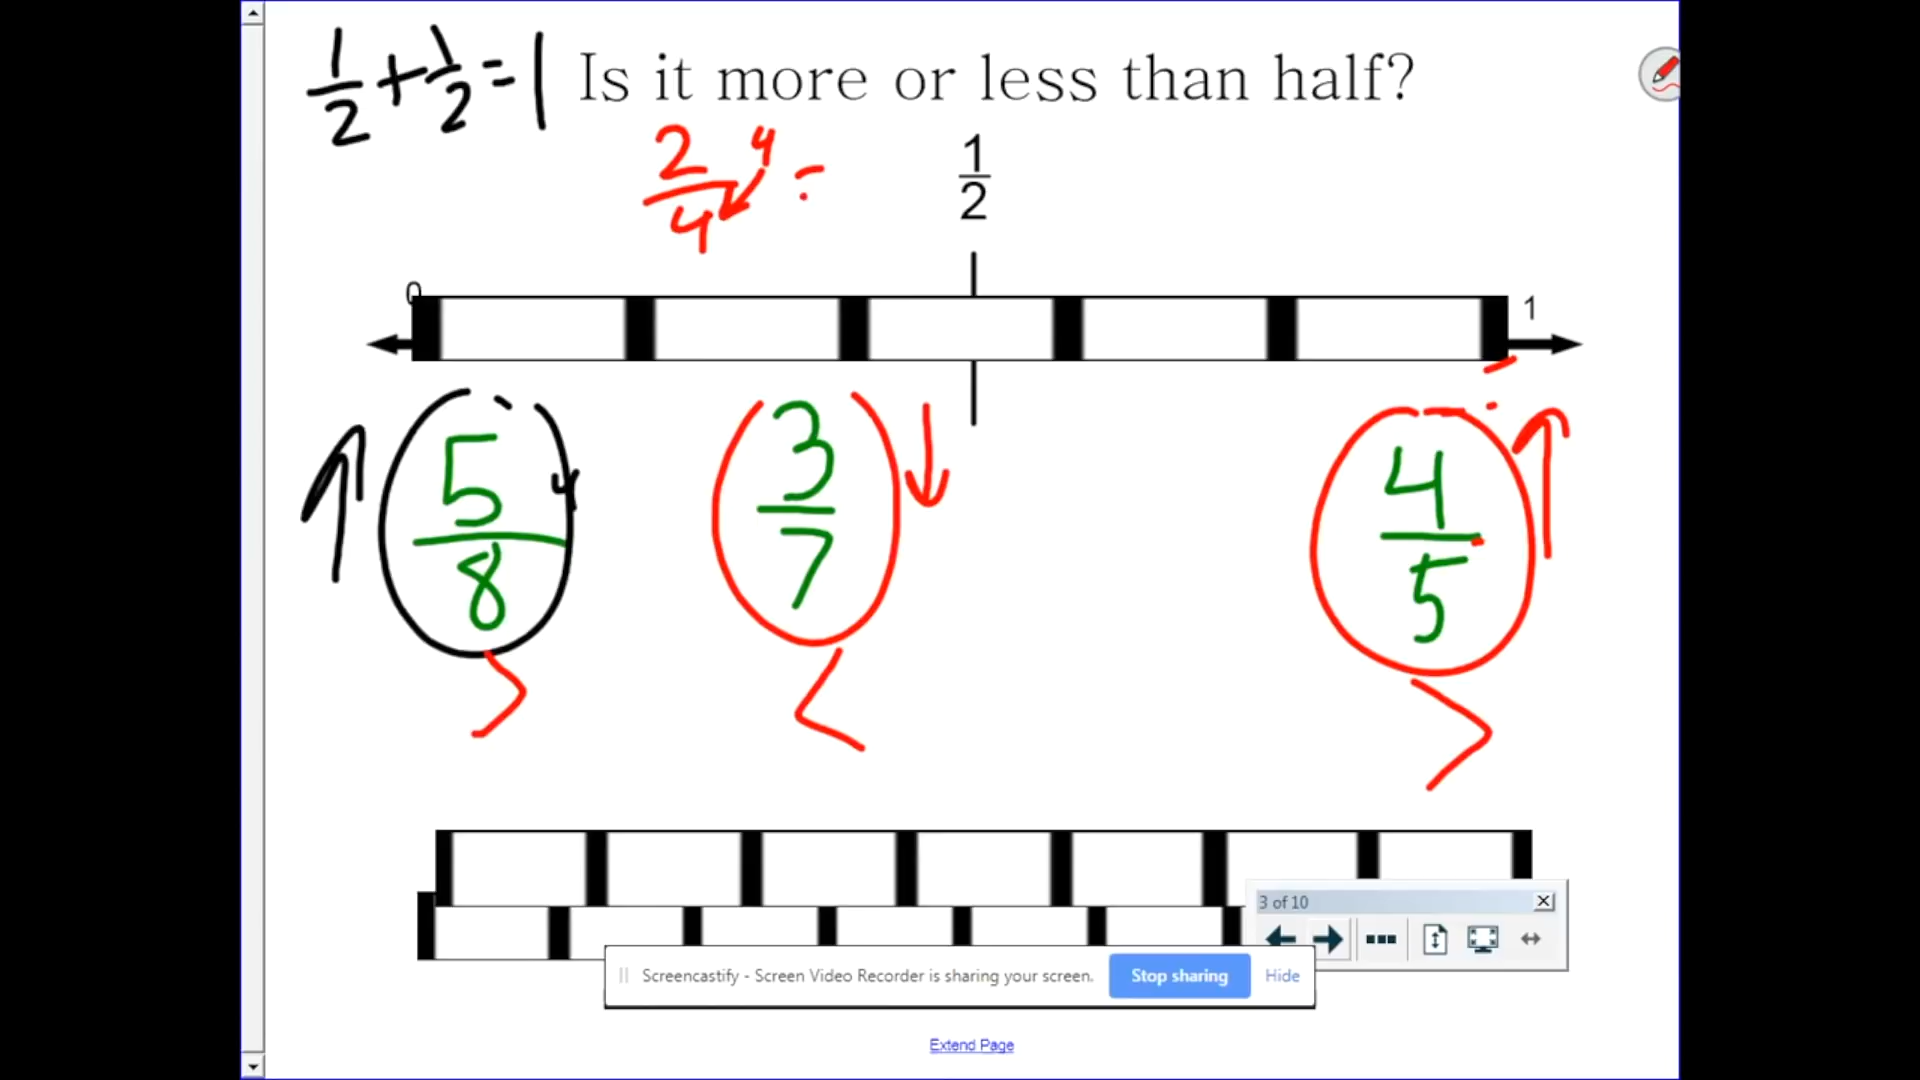 1/2 + 1/2 = 1 Is it more or less than half?
2/4 4 =
1/2
0
1
5/8 4 3/7 4/5
> < >
3 of 10
Screencastify - Screen Video Recorder is sharing your screen. Stop sharing Hide
Extend Page